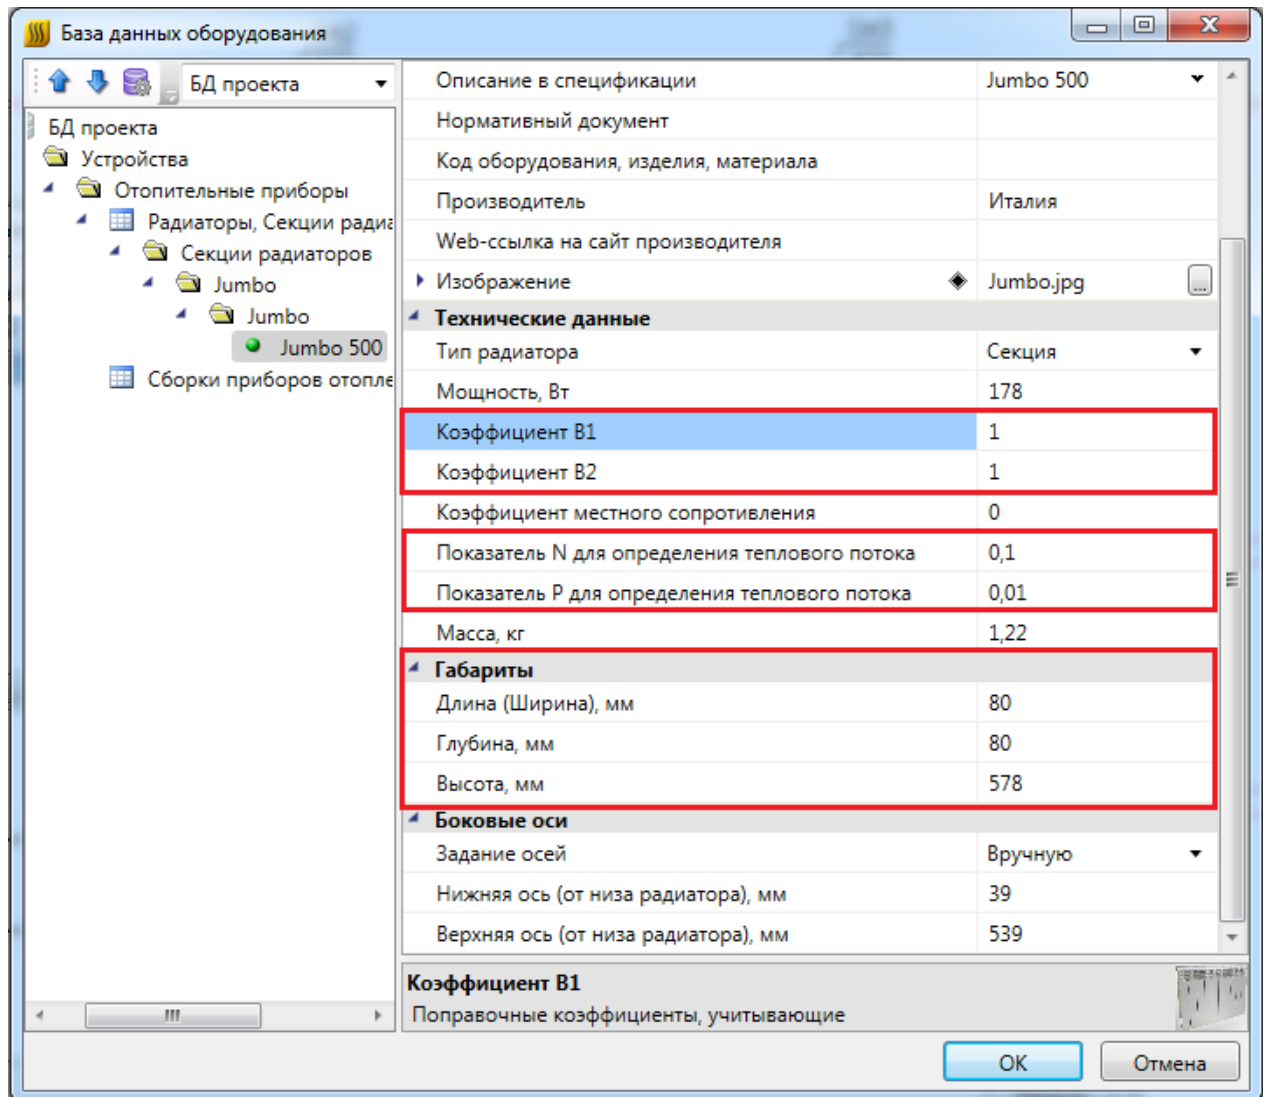 База данных оборудования
БД проекта
БД проекта
Устройства
Отопительные приборы
Радиаторы, Секции радиа
Секции радиаторов
Jumbo
Jumbo
Jumbo 500
Сборки приборов отопле
Описание в спецификации Jumbo 500
Нормативный документ
Код оборудования, изделия, материала
Производитель Италия
Web-ссылка на сайт производителя
Изображение Jumbo.jpg ...
Технические данные
Тип радиатора Секция
Мощность, Вт 178
Коэффициент B1 1
Коэффициент B2 1
Коэффициент местного сопротивления 0
Показатель N для определения теплового потока 0,1
Показатель P для определения теплового потока 0,01
Масса, кг 1,22
Габариты
Длина (Ширина), мм 80
Глубина, мм 80
Высота, мм 578
Боковые оси
Задание осей Вручную
Нижняя ось (от низа радиатора), мм 39
Верхняя ось (от низа радиатора), мм 539
Коэффициент B1
Поправочные коэффициенты, учитывающие
OK Отмена